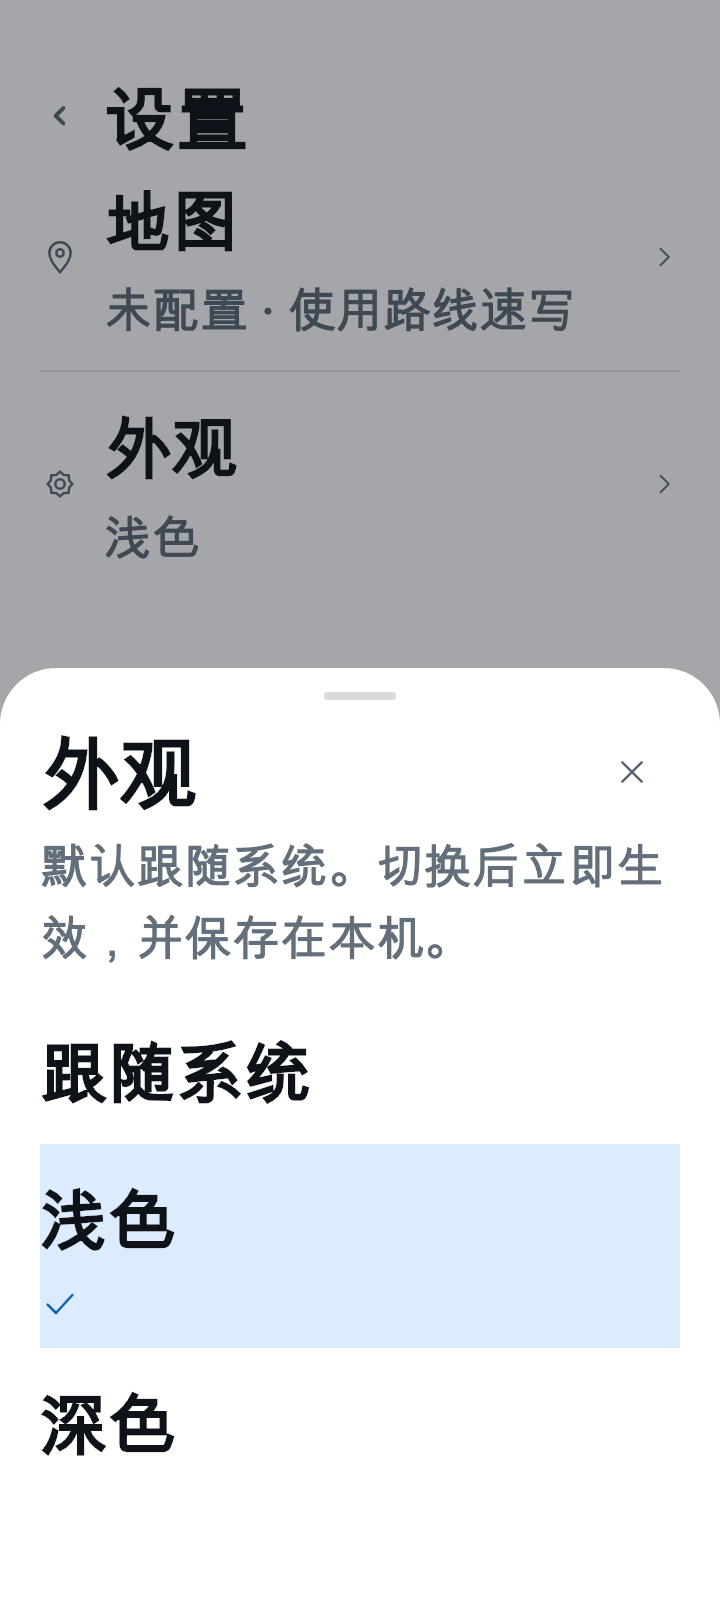 设置
地图
未配置 · 使用路线速写
外观
浅色
外观
默认跟随系统。切换后立即生
效，并保存在本机。
跟随系统
浅色
深色